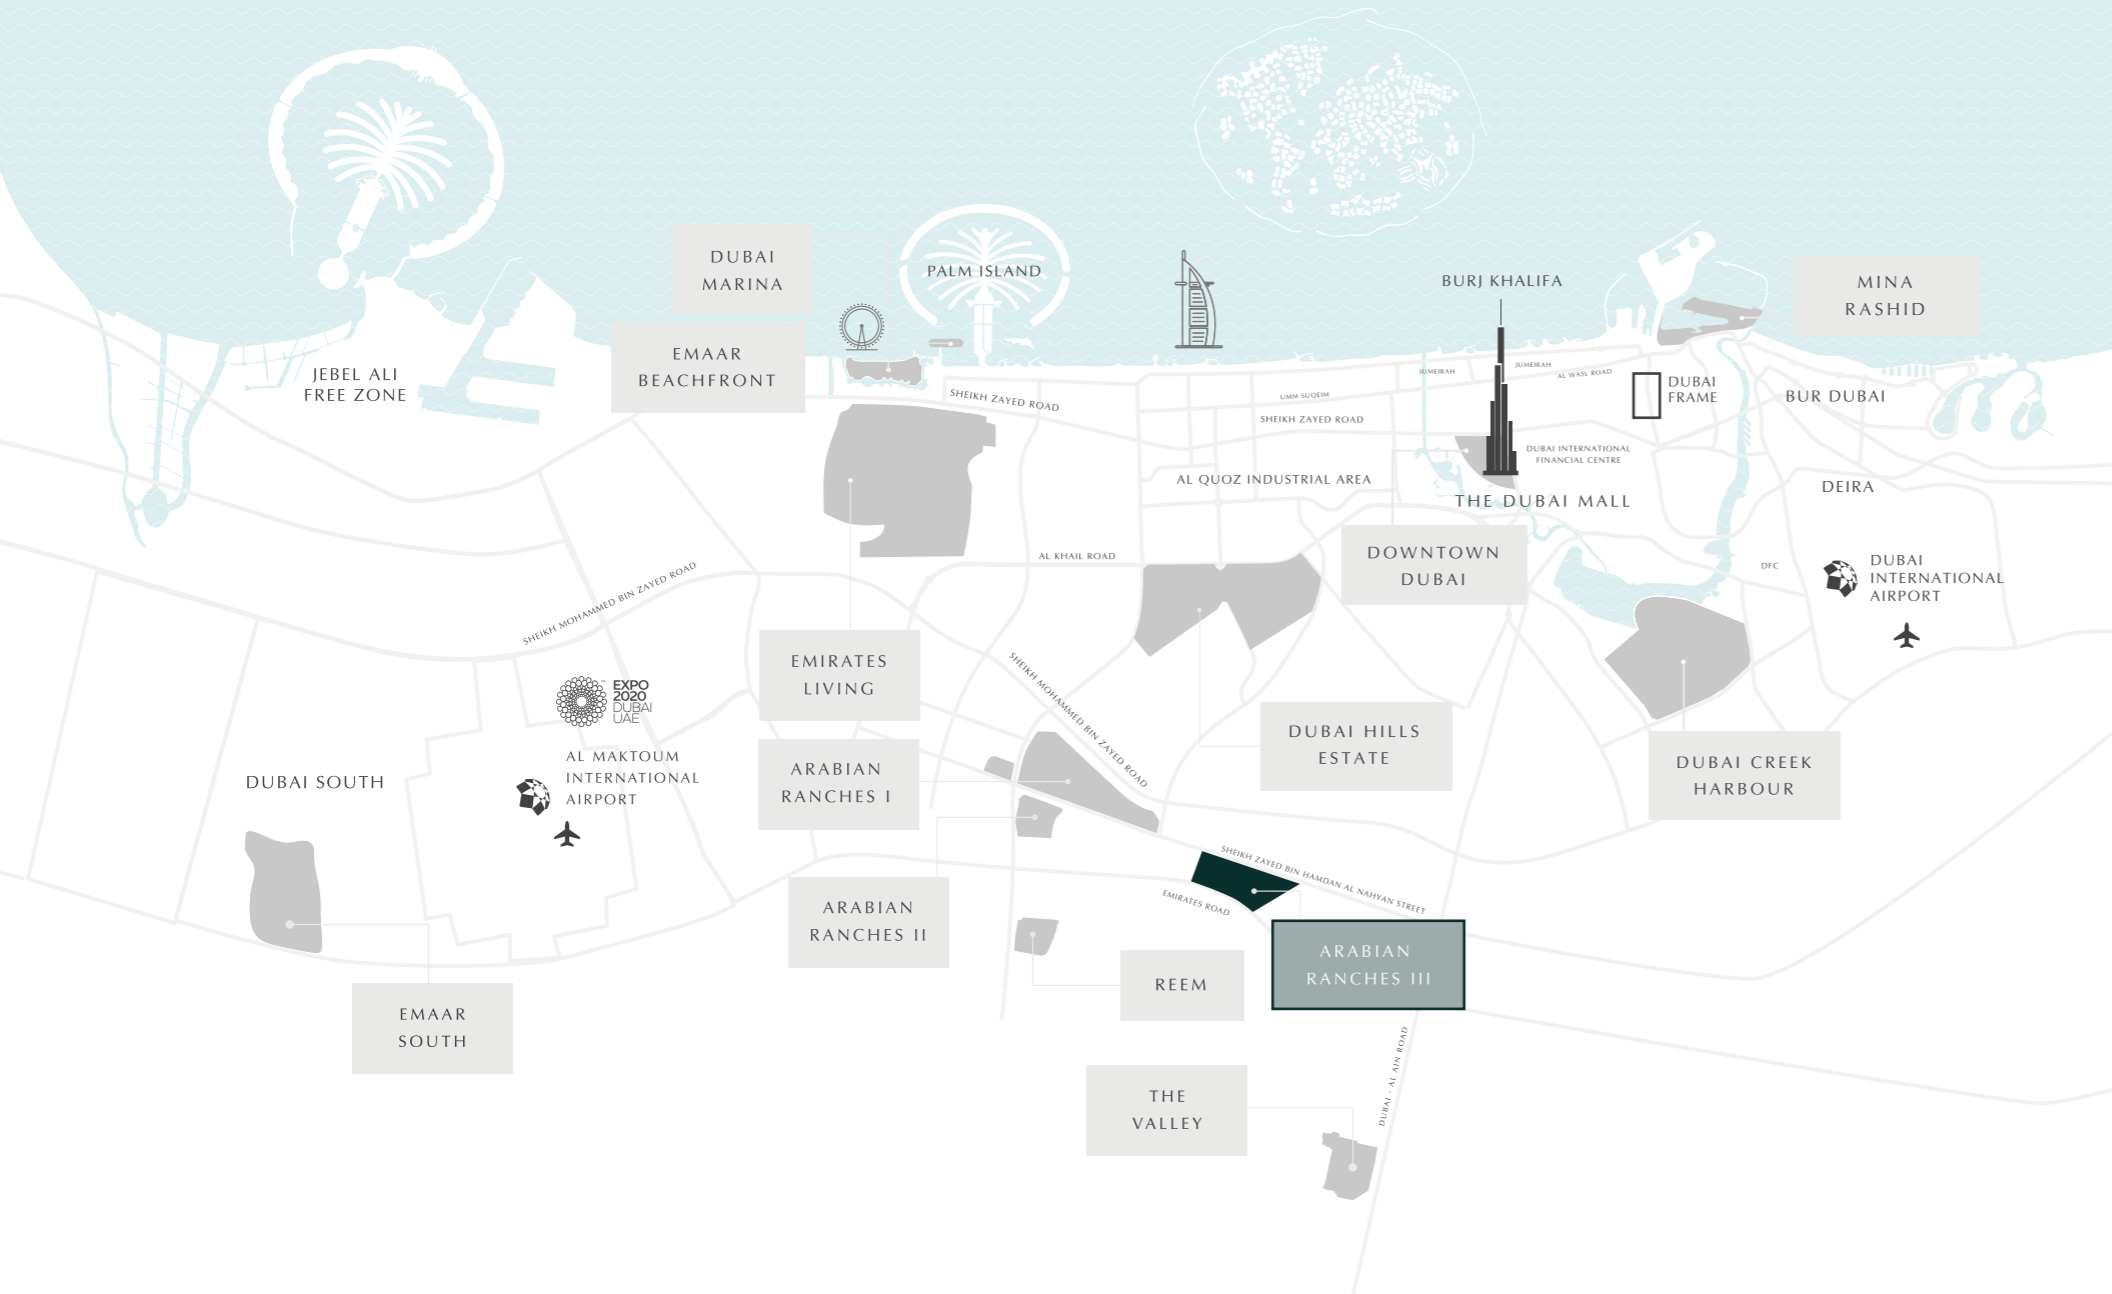 DUBAI
MARINA
PALM ISLAND
BURJ KHALIFA
MINA
RASHID
EMAAR
BEACHFRONT
JEBEL ALI
FREE ZONE
JUMEIRAH
JUMEIRAH
AL WASL ROAD
DUBAI
FRAME
BUR DUBAI
SHEIKH ZAYED ROAD
UMM SUQEIM
SHEIKH ZAYED ROAD
DUBAI INTERNATIONAL
FINANCIAL CENTRE
AL QUOZ INDUSTRIAL AREA
THE DUBAI MALL
DEIRA
AL KHAIL ROAD
DOWNTOWN
DUBAI
DFC
DUBAI
INTERNATIONAL
AIRPORT
SHEIKH MOHAMMED BIN ZAYED ROAD
EMIRATES
LIVING
SHEIKH MOHAMMED BIN ZAYED ROAD
EXPO
2020
DUBAI
UAE
DUBAI HILLS
ESTATE
DUBAI CREEK
HARBOUR
DUBAI SOUTH
AL MAKTOUM
INTERNATIONAL
AIRPORT
ARABIAN
RANCHES I
SHEIKH ZAYED BIN HAMDAN AL NAHYAN STREET
EMIRATES ROAD
ARABIAN
RANCHES II
ARABIAN
RANCHES III
REEM
EMAAR
SOUTH
DUBAI - AL AIN ROAD
THE
VALLEY